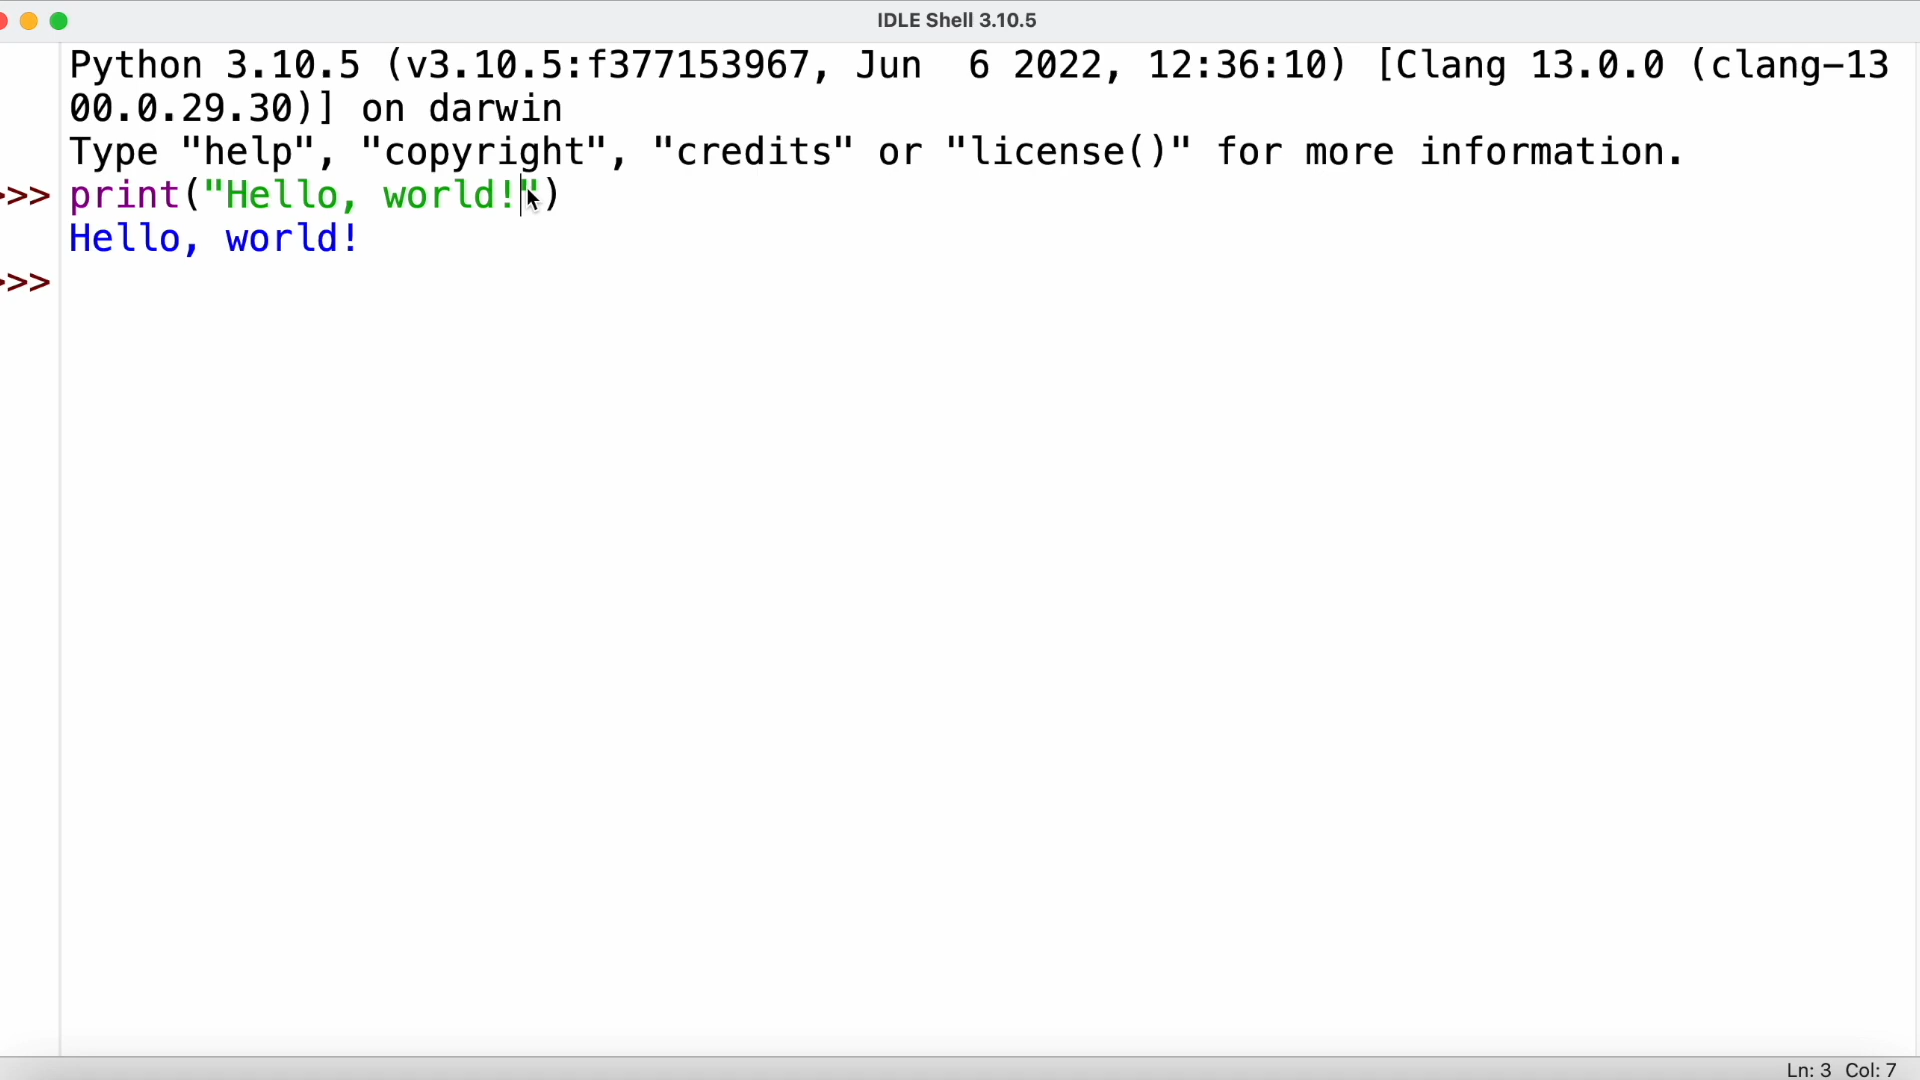 IDLE Shell 3.10.5
Python 3.10.5 (v3.10.5:f377153967, Jun  6 2022, 12:36:10) [Clang 13.0.0 (clang-13
00.0.29.30)] on darwin
Type "help", "copyright", "credits" or "license()" for more information.
>>> print("Hello, world!")
Hello, world!
>>>
Ln: 3 Col: 7